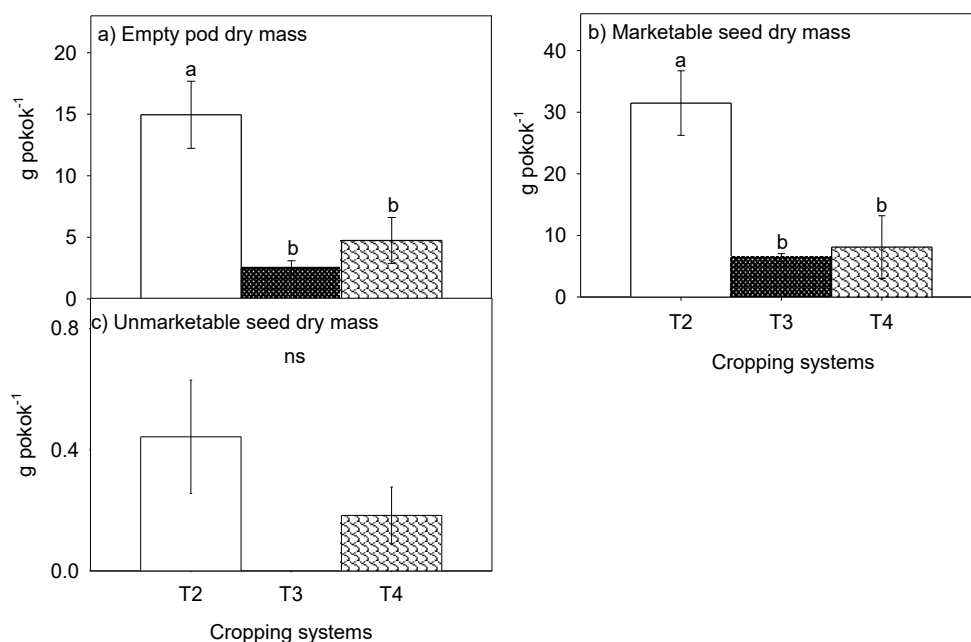 a) Empty pod dry mass
20
15
10
5
0
g pokok⁻¹
a
b
b
b) Marketable seed dry mass
40
30
20
10
0
g pokok⁻¹
a
b
b
T2 T3 T4
Cropping systems
c) Unmarketable seed dry mass
0.8
0.4
0.0
g pokok⁻¹
ns
T2 T3 T4
Cropping systems